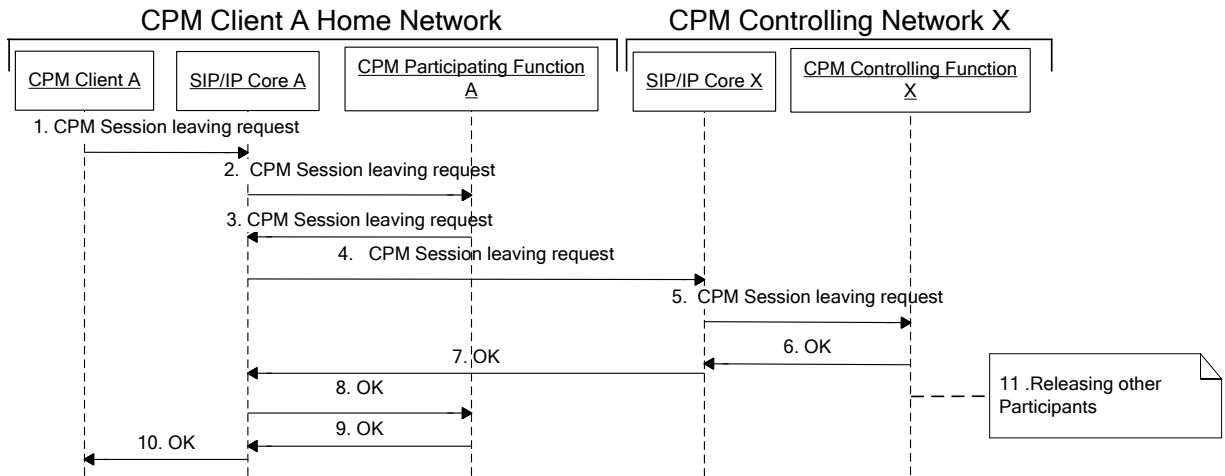 CPM Client A Home Network
CPM Controlling Network X
CPM Client A
SIP/IP Core A
CPM Participating Function
A
SIP/IP Core X
CPM Controlling Function
X
1. CPM Session leaving request
2. CPM Session leaving request
3. CPM Session leaving request
4. CPM Session leaving request
5. CPM Session leaving request
6. OK
7. OK
8. OK
9. OK
10. OK
11 .Releasing other
Participants